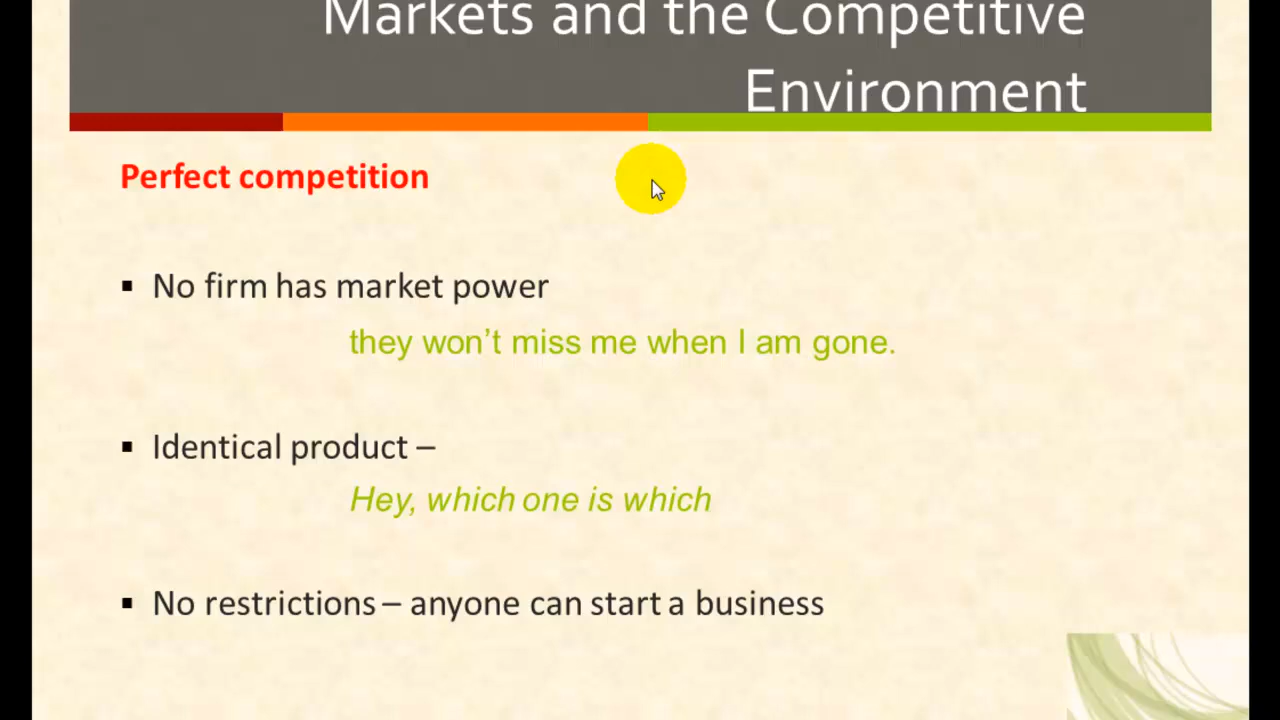 Markets and the Competitive
Environment
Perfect competition
▪ No firm has market power
they won’t miss me when I am gone.
▪ Identical product –
Hey, which one is which
▪ No restrictions – anyone can start a business